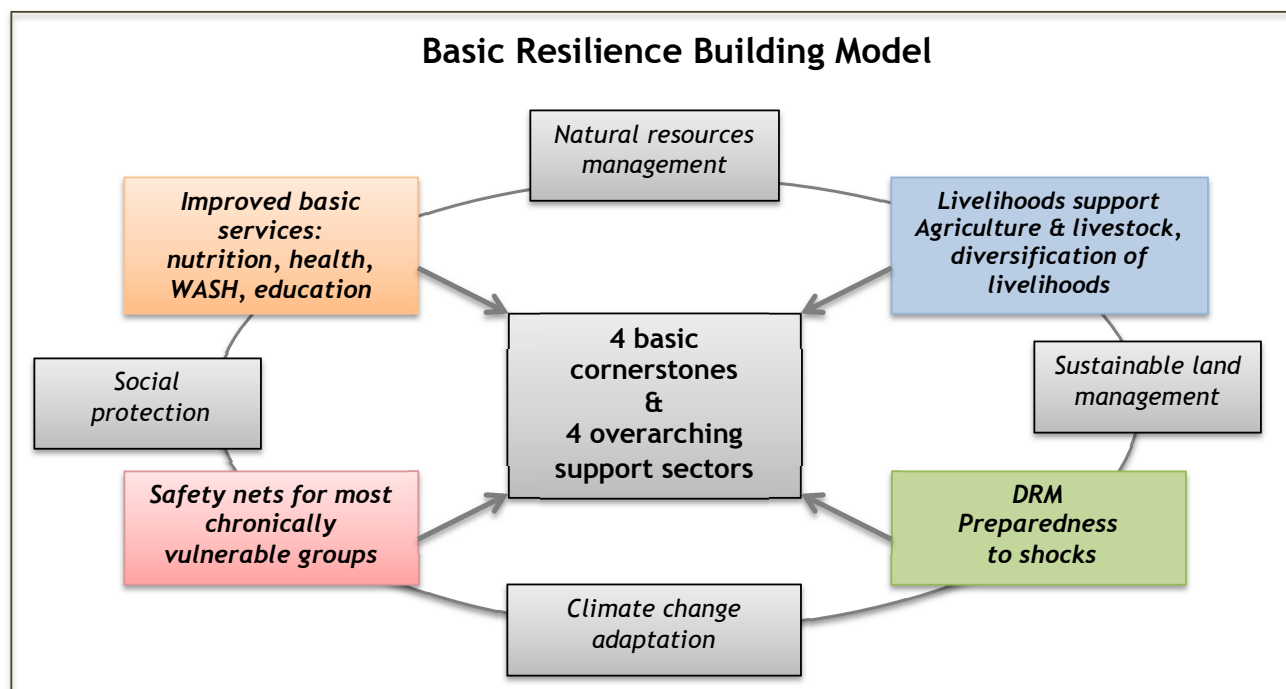 Basic Resilience Building Model
Natural resources
management
Improved basic
services:
nutrition, health,
WASH, education
Livelihoods support
Agriculture & livestock,
diversification of
livelihoods
4 basic
cornerstones
&
4 overarching
support sectors
Social
protection
Sustainable land
management
Safety nets for most
chronically
vulnerable groups
DRM
Preparedness
to shocks
Climate change
adaptation